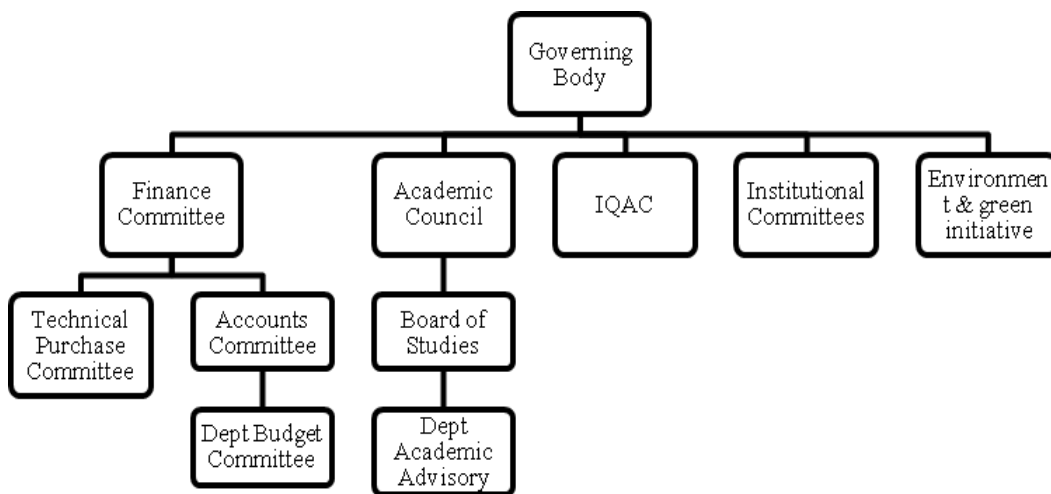 Governing
Body
Finance
Committee
Academic
Council
IQAC
Institutional
Committees
Environmen
t & green
initiative
Technical
Purchase
Committee
Accounts
Committee
Board of
Studies
Dept Budget
Committee
Dept
Academic
Advisory